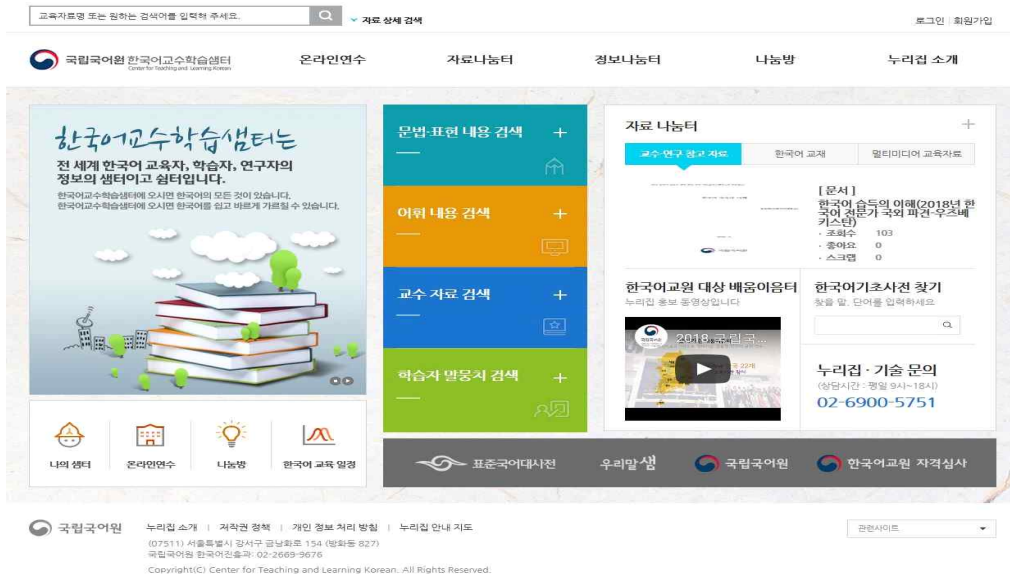 교육자료명 또는 원하는 검색어를 입력해 주세요.
자료 상세 검색
로그인 회원가입
국립국어원 한국어교수학습샘터
Center for Teaching and Learning Korean
온라인연수
자료나눔터
정보나눔터
나눔방
누리집 소개
한국어교수학습샘터는
전 세계 한국어 교육자, 학습자, 연구자의
정보의 샘터이고 쉼터입니다.
한국어교수학습샘터에 오시면 한국어의 모든 것이 있습니다.
한국어교수학습샘터에 오시면 한국어를 쉽고 바르게 가르칠 수 있습니다.
나의 샘터
온라인연수
나눔방
한국어 교육 일정
문법·표현 내용 검색 +
어휘 내용 검색 +
교수 자료 검색 +
학습자 말뭉치 검색 +
자료 나눔터 +
교수·연구 참고 자료
한국어 교재
멀티미디어 교육자료
[문서]
한국어 습득의 이해(2018년 한
국어 전문가 국외 파견-우즈베
키스탄)
· 조회수 103
· 좋아요 0
· 스크랩 0
한국어교원 대상 배움이음터
누리집 홍보 동영상입니다
2018 국립국...
한국어기초사전 찾기
찾을 말, 단어를 입력하세요
누리집 · 기술 문의
(상담시간 : 평일 9시~18시)
02-6900-5751
표준국어대사전
우리말샘
국립국어원
한국어교원 자격심사
국립국어원
누리집 소개 | 저작권 정책 | 개인 정보 처리 방침 | 누리집 안내 지도
(07511) 서울특별시 강서구 금낭화로 154 (방화동 827)
국립국어원 한국어진흥과: 02-2669-9676
Copyright(C) Center for Teaching and Learning Korean. All Rights Reserved.
관련사이트